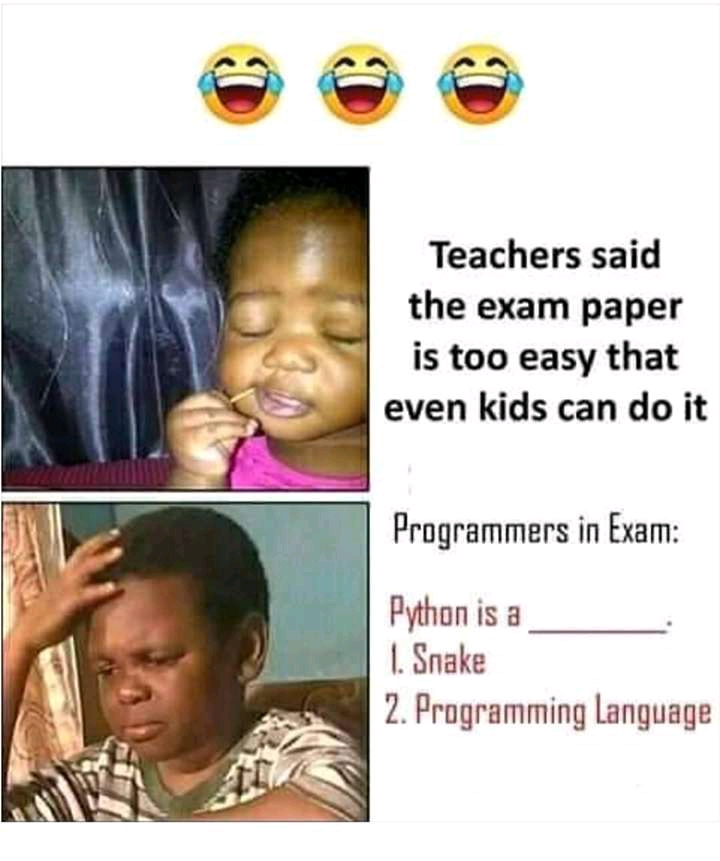 Teachers said
the exam paper
is too easy that
even kids can do it
Programmers in Exam:
Python is a ________.
1. Snake
2. Programming Language